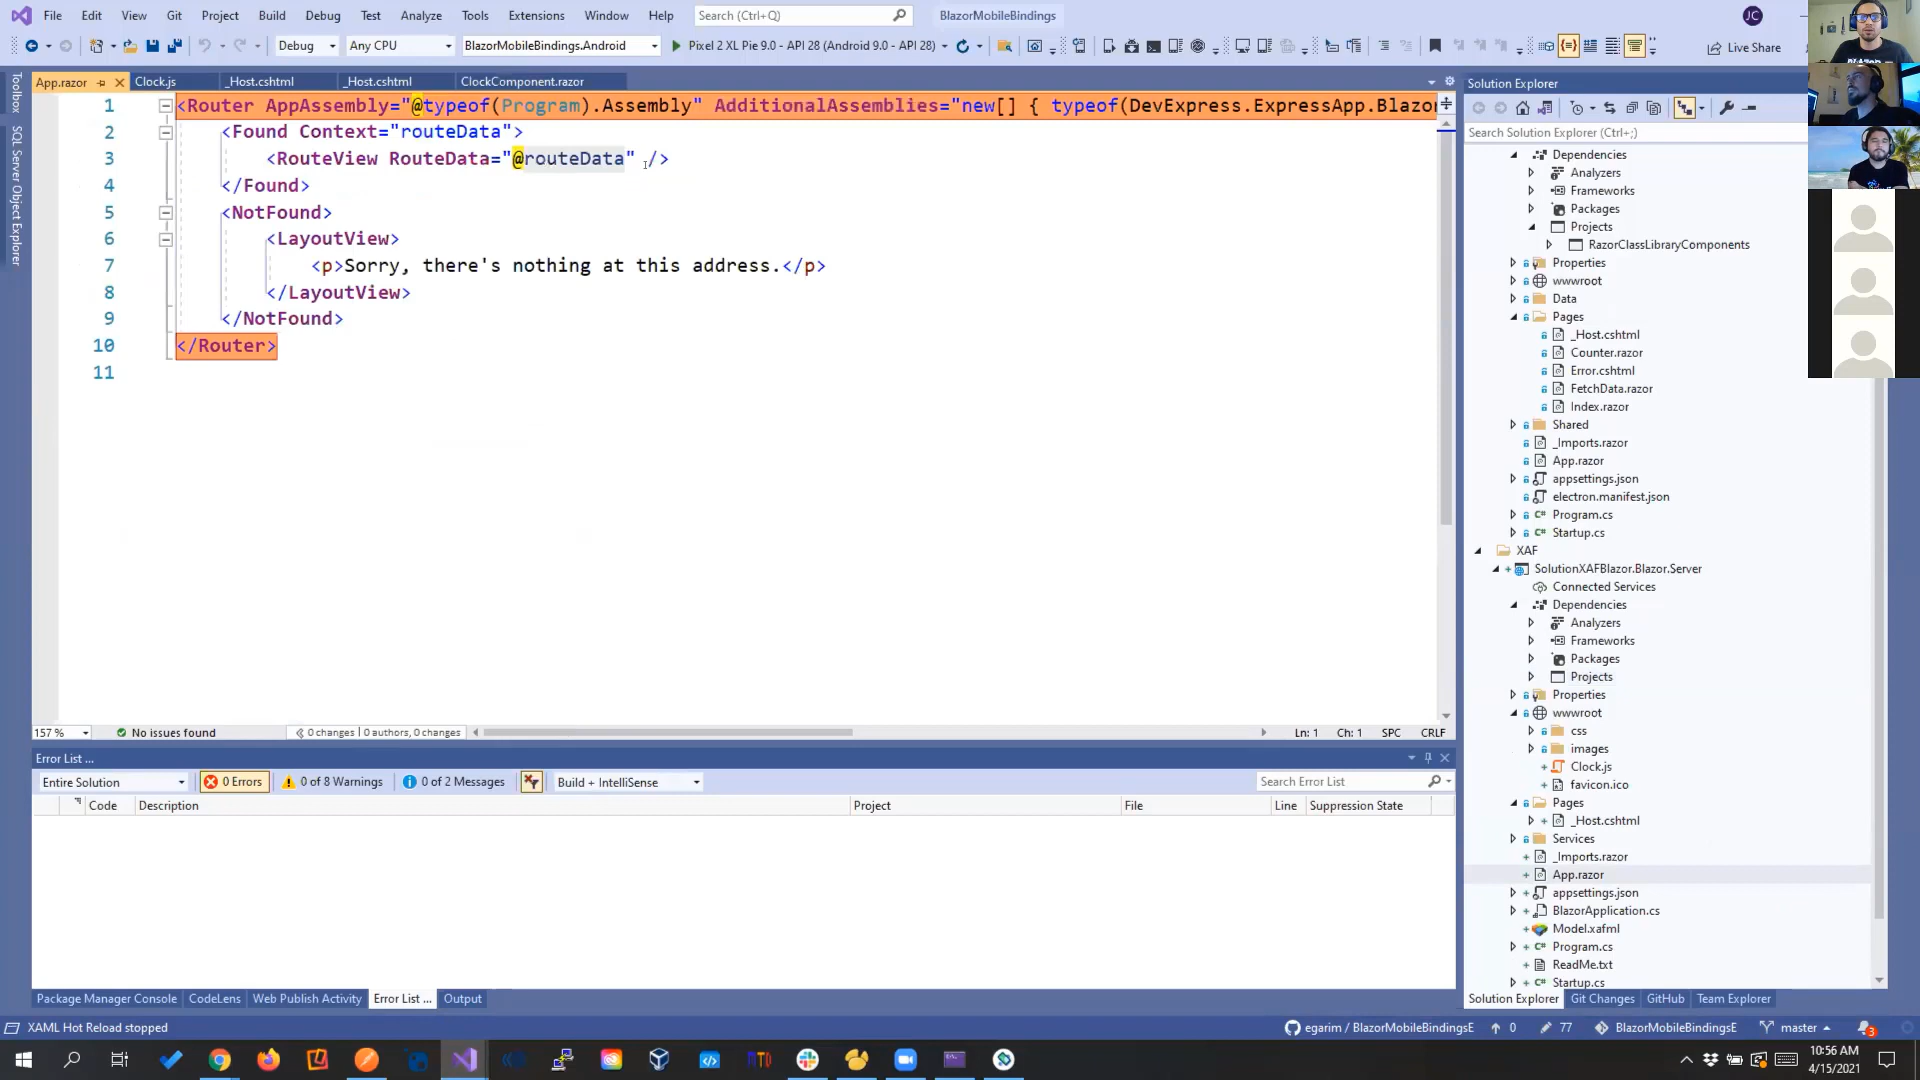 File Edit View Git Project Build Debug Test Analyze Tools Extensions Window Help Search (Ctrl+Q) BlazorMobileBindings JC
Debug Any CPU BlazorMobileBindings.Android Pixel 2 XL Pie 9.0 - API 28 (Android 9.0 - API 28) Live Share
App.razor Clock.js _Host.cshtml _Host.cshtml ClockComponent.razor
Toolbox
SQL Server Object Explorer
1 <Router AppAssembly="@typeof(Program).Assembly" AdditionalAssemblies="new[] { typeof(DevExpress.ExpressApp.Blazo
2 <Found Context="routeData">
3 <RouteView RouteData="@routeData" />
4 </Found>
5 <NotFound>
6 <LayoutView>
7 <p>Sorry, there's nothing at this address.</p>
8 </LayoutView>
9 </NotFound>
10 </Router>
11
157 % No issues found 0 changes | 0 authors, 0 changes Ln: 1 Ch: 1 SPC CRLF
Error List ...
Entire Solution 0 Errors 0 of 8 Warnings 0 of 2 Messages Build + IntelliSense Search Error List
Code Description Project File Line Suppression State
Package Manager Console CodeLens Web Publish Activity Error List ... Output
Solution Explorer
Search Solution Explorer (Ctrl+;)
Dependencies
Analyzers
Frameworks
Packages
Projects
RazorClassLibraryComponents
Properties
wwwroot
Data
Pages
_Host.cshtml
Counter.razor
Error.cshtml
FetchData.razor
Index.razor
Shared
_Imports.razor
App.razor
appsettings.json
electron.manifest.json
C# Program.cs
C# Startup.cs
XAF
SolutionXAFBlazor.Blazor.Server
Connected Services
Dependencies
Analyzers
Frameworks
Packages
Projects
Properties
wwwroot
css
images
Clock.js
favicon.ico
Pages
_Host.cshtml
Services
_Imports.razor
App.razor
appsettings.json
BlazorApplication.cs
Model.xafml
C# Program.cs
ReadMe.txt
C# Startup.cs
Solution Explorer Git Changes GitHub Team Explorer
XAML Hot Reload stopped egarim / BlazorMobileBindingsE 0 77 BlazorMobileBindingsE master 3
10:56 AM
4/15/2021